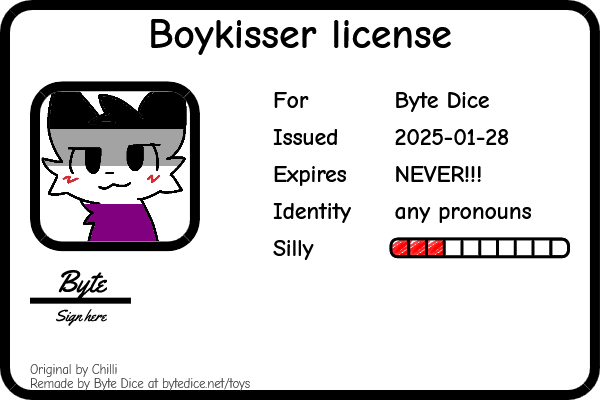 Boykisser license
For Byte Dice
Issued 2025-01-28
Expires NEVER!!!
Identity any pronouns
Silly
Byte
Sign here
Original by Chilli
Remade by Byte Dice at bytedice.net/toys